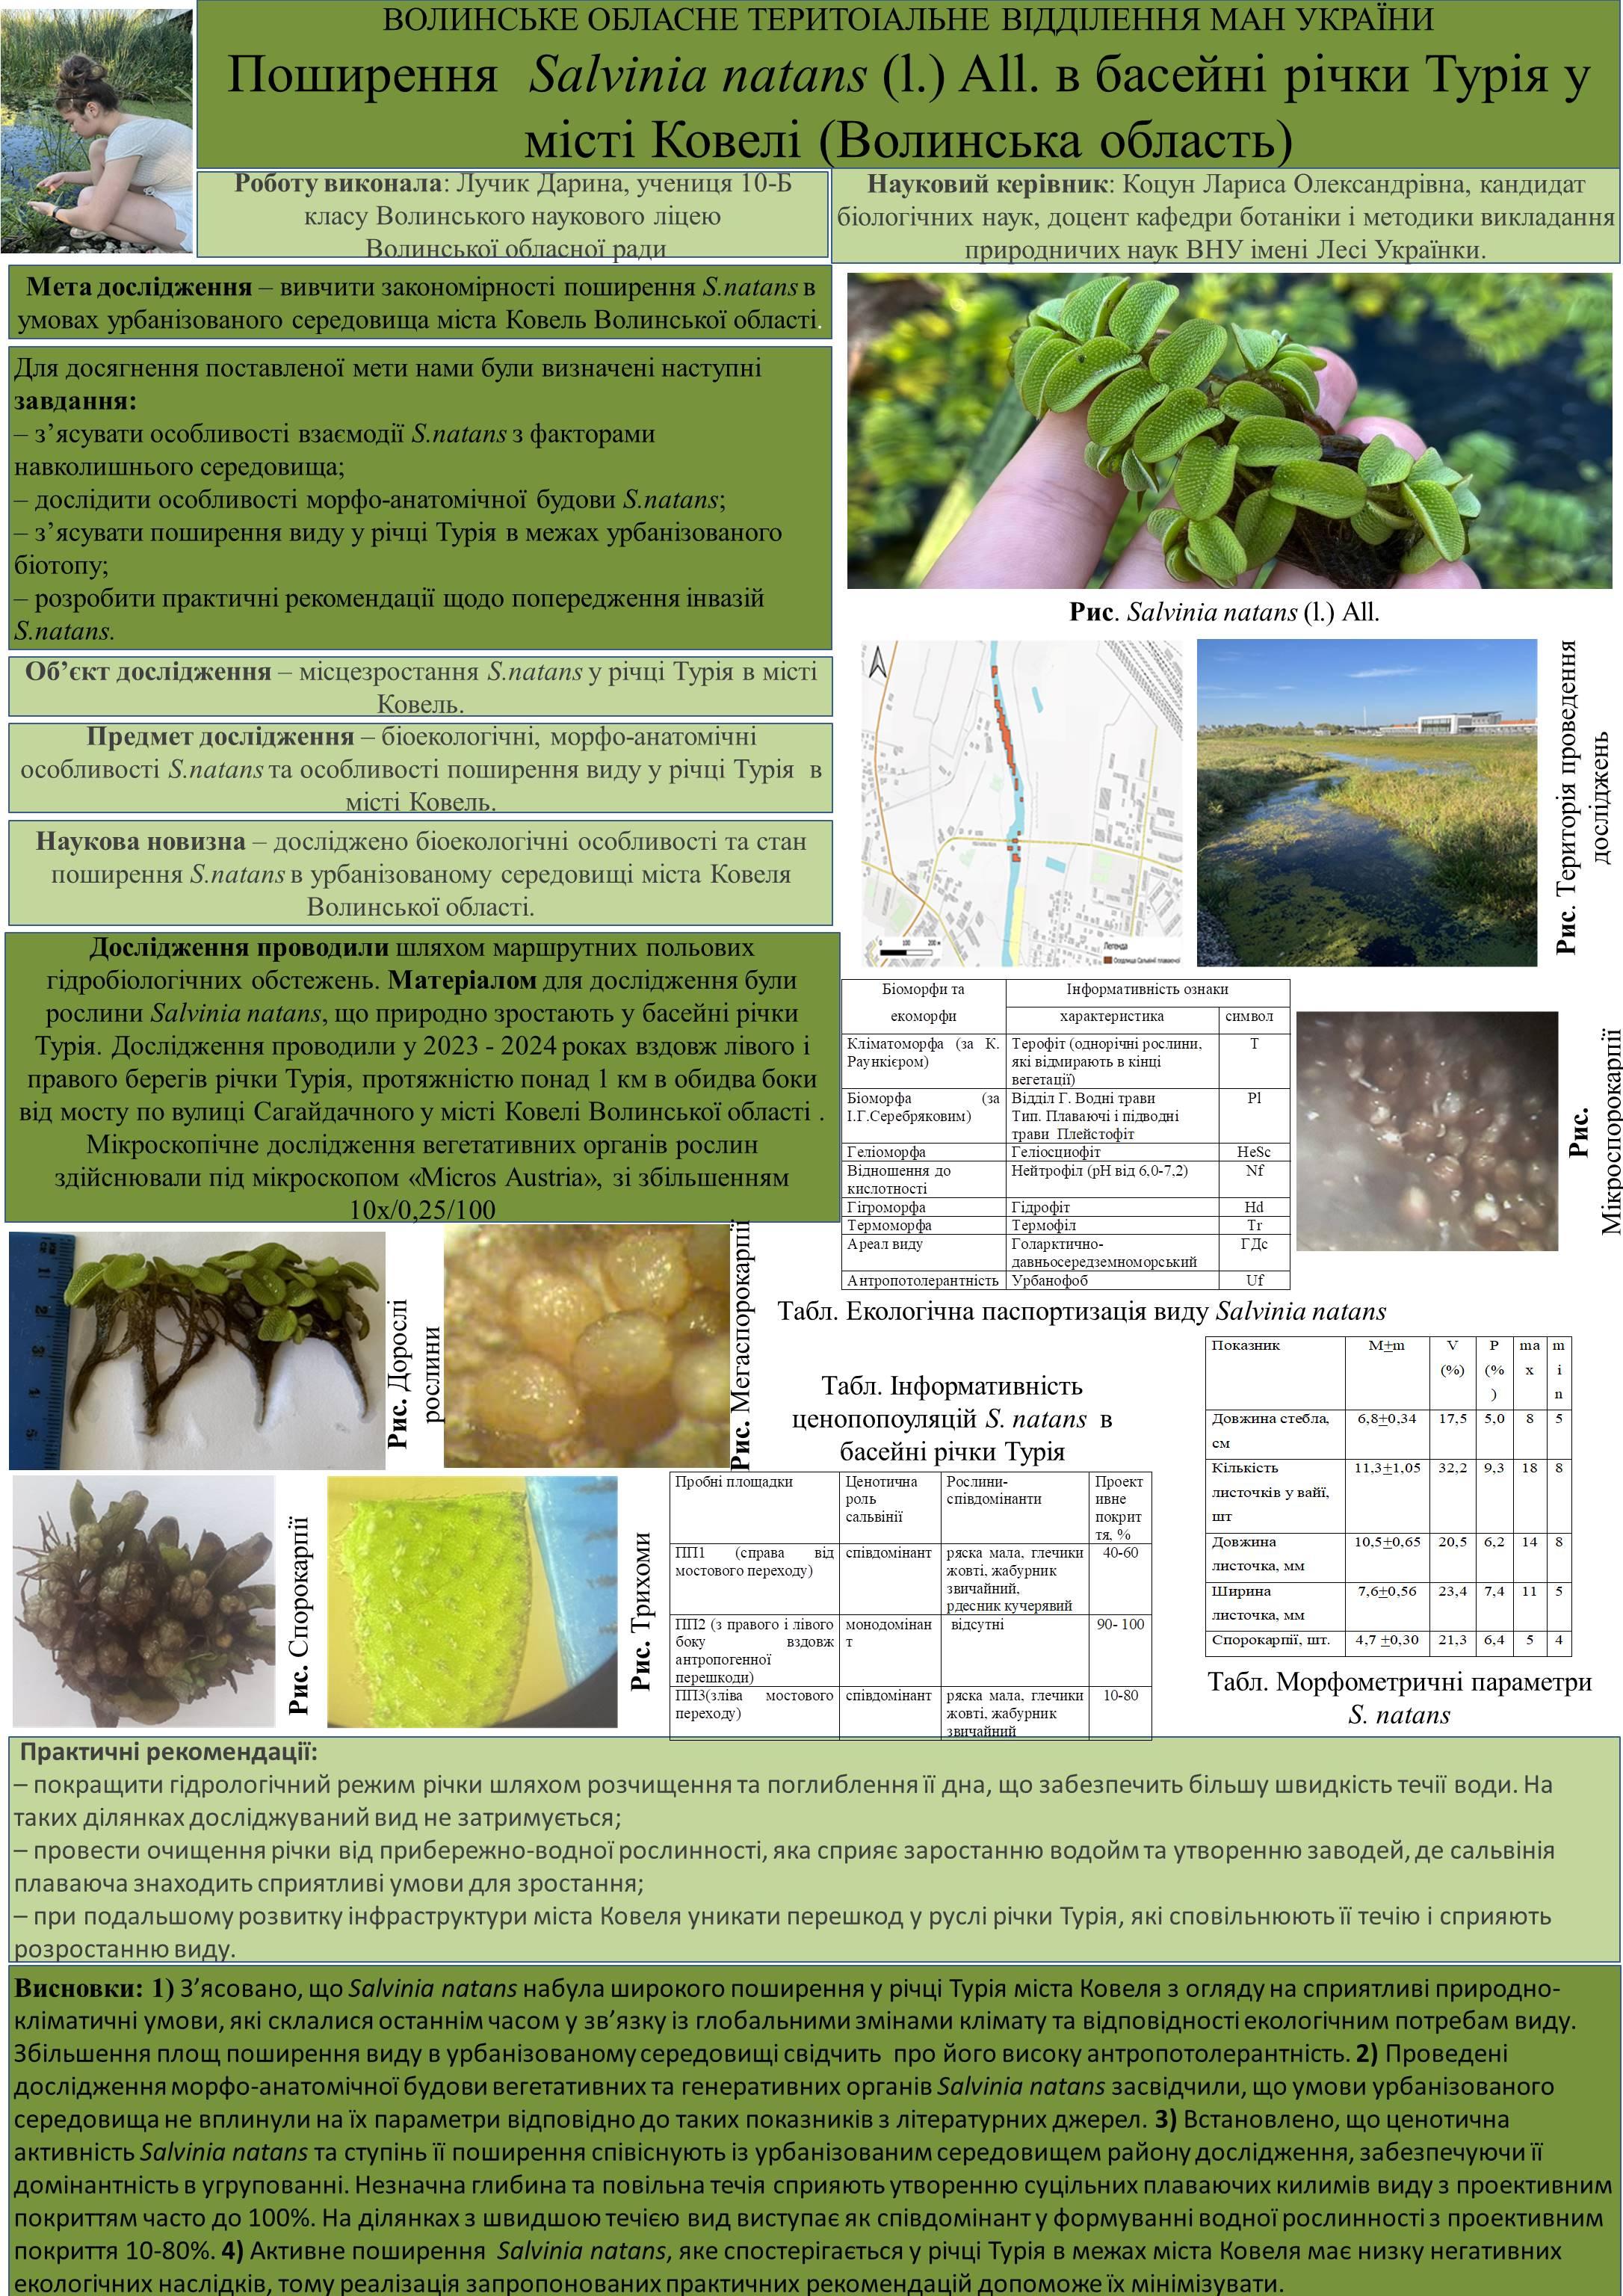 ВОЛИНСЬКЕ ОБЛАСНЕ ТЕРИТОІАЛЬНЕ ВІДДІЛЕННЯ МАН УКРАЇНИ
Поширення Salvinia natans (l.) All. в басейні річки Турія у
місті Ковелі (Волинська область)
Роботу виконала: Лучик Дарина, учениця 10-Б
класу Волинського наукового ліцею
Волинської обласної ради
Науковий керівник: Коцун Лариса Олександрівна, кандидат
біологічних наук, доцент кафедри ботаніки і методики викладання
природничих наук ВНУ імені Лесі Українки.
Мета дослідження – вивчити закономірності поширення S.natans в
умовах урбанізованого середовища міста Ковель Волинської області.
Для досягнення поставленої мети нами були визначені наступні
завдання:
– з’ясувати особливості взаємодії S.natans з факторами
навколишнього середовища;
– дослідити особливості морфо-анатомічної будови S.natans;
– з’ясувати поширення виду у річці Турія в межах урбанізованого
біотопу;
– розробити практичні рекомендації щодо попередження інвазій
S.natans.
Об’єкт дослідження – місцезростання S.natans у річці Турія в місті
Ковель.
Предмет дослідження – біоекологічні, морфо-анатомічні
особливості S.natans та особливості поширення виду у річці Турія в
місті Ковель.
Наукова новизна – досліджено біоекологічні особливості та стан
поширення S.natans в урбанізованому середовищі міста Ковеля
Волинської області.
Дослідження проводили шляхом маршрутних польових
гідробіологічних обстежень. Матеріалом для дослідження були
рослини Salvinia natans, що природно зростають у басейні річки
Турія. Дослідження проводили у 2023 - 2024 роках вздовж лівого і
правого берегів річки Турія, протяжністю понад 1 км в обидва боки
від мосту по вулиці Сагайдачного у місті Ковелі Волинської області .
Мікроскопічне дослідження вегетативних органів рослин
здійснювали під мікроскопом «Micros Austria», зі збільшенням
10х/0,25/100
Рис. Salvinia natans (l.) All.
0 100 200 м
Легенда
Оселища Сальвінії плаваючої
Рис. Територія проведення
досліджень
Біоморфи та
екоморфи
Інформативність ознаки
характеристика символ
Кліматоморфа (за К.
Раункієром)
Терофіт (однорічні рослини,
які відмирають в кінці
вегетації)
T
Біоморфа (за
І.Г.Серебряковим)
Відділ Г. Водні трави
Тип. Плаваючі і підводні
трави Плейстофіт
Pl
Геліоморфа Геліосциофіт HeSc
Відношення до
кислотності
Нейтрофіл (рН від 6,0-7,2) Nf
Гігроморфа Гідрофіт Hd
Термоморфа Термофіл Tr
Ареал виду Голарктично-
давньосередземноморський
ГДс
Антропотолерантність Урбанофоб Uf
Рис.
Мікроспорокарпії
Табл. Екологічна паспортизація виду Salvinia natans
Рис. Дорослі
рослини
Рис. Мегаспорокарпії
Рис. Спорокарпії
Рис. Трихоми
Табл. Інформативність
ценопопоуляцій S. natans в
басейні річки Турія
Пробні площадки
Ценотична
роль
сальвінії
Рослини-
співдомінанти
Проект
ивне
покрит
тя, %
ПП1 (справа від
мостового переходу)
співдомінант
ряска мала, глечики
жовті, жабурник
звичайний,
рдесник кучерявий
40-60
ПП2 (з правого і лівого
боку вздовж
антропогенної
перешкоди)
монодомінан
т
відсутні
90- 100
ПП3(зліва мостового
переходу)
співдомінант
ряска мала, глечики
жовті, жабурник
звичайний
10-80
Показник
M±m
V
(%)
P
(%
)
ma
x
m
i
n
Довжина стебла,
см
6,8±0,34 17,5 5,0 8 5
Кількість
листочків у вайї,
шт
11,3±1,05 32,2 9,3 18 8
Довжина
листочка, мм
10,5±0,65 20,5 6,2 14 8
Ширина
листочка, мм
7,6±0,56 23,4 7,4 11 5
Спорокарпії, шт. 4,7 ±0,30 21,3 6,4 5 4
Табл. Морфометричні параметри
S. natans
Практичні рекомендації:
– покращити гідрологічний режим річки шляхом розчищення та поглиблення її дна, що забезпечить більшу швидкість течії води. На
таких ділянках досліджуваний вид не затримується;
– провести очищення річки від прибережно-водної рослинності, яка сприяє заростанню водойм та утворенню заводей, де сальвінія
плаваюча знаходить сприятливі умови для зростання;
– при подальшому розвитку інфраструктури міста Ковеля уникати перешкод у руслі річки Турія, які сповільнюють її течію і сприяють
розростанню виду.
Висновки: 1) З’ясовано, що Salvinia natans набула широкого поширення у річці Турія міста Ковеля з огляду на сприятливі природно-
кліматичні умови, які склалися останнім часом у зв’язку із глобальними змінами клімату та відповідності екологічним потребам виду.
Збільшення площ поширення виду в урбанізованому середовищі свідчить про його високу антропотолерантність. 2) Проведені
дослідження морфо-анатомічної будови вегетативних та генеративних органів Salvinia natans засвідчили, що умови урбанізованого
середовища не вплинули на їх параметри відповідно до таких показників з літературних джерел. 3) Встановлено, що ценотична
активність Salvinia natans та ступінь її поширення співіснують із урбанізованим середовищем району дослідження, забезпечуючи її
домінантність в угрупованні. Незначна глибина та повільна течія сприяють утворенню суцільних плаваючих килимів виду з проективним
покриттям часто до 100%. На ділянках з швидшою течією вид виступає як співдомінант у формуванні водної рослинності з проективним
покриття 10-80%. 4) Активне поширення Salvinia natans, яке спостерігається у річці Турія в межах міста Ковеля має низку негативних
екологічних наслідків, тому реалізація запропонованих практичних рекомендацій допоможе їх мінімізувати.